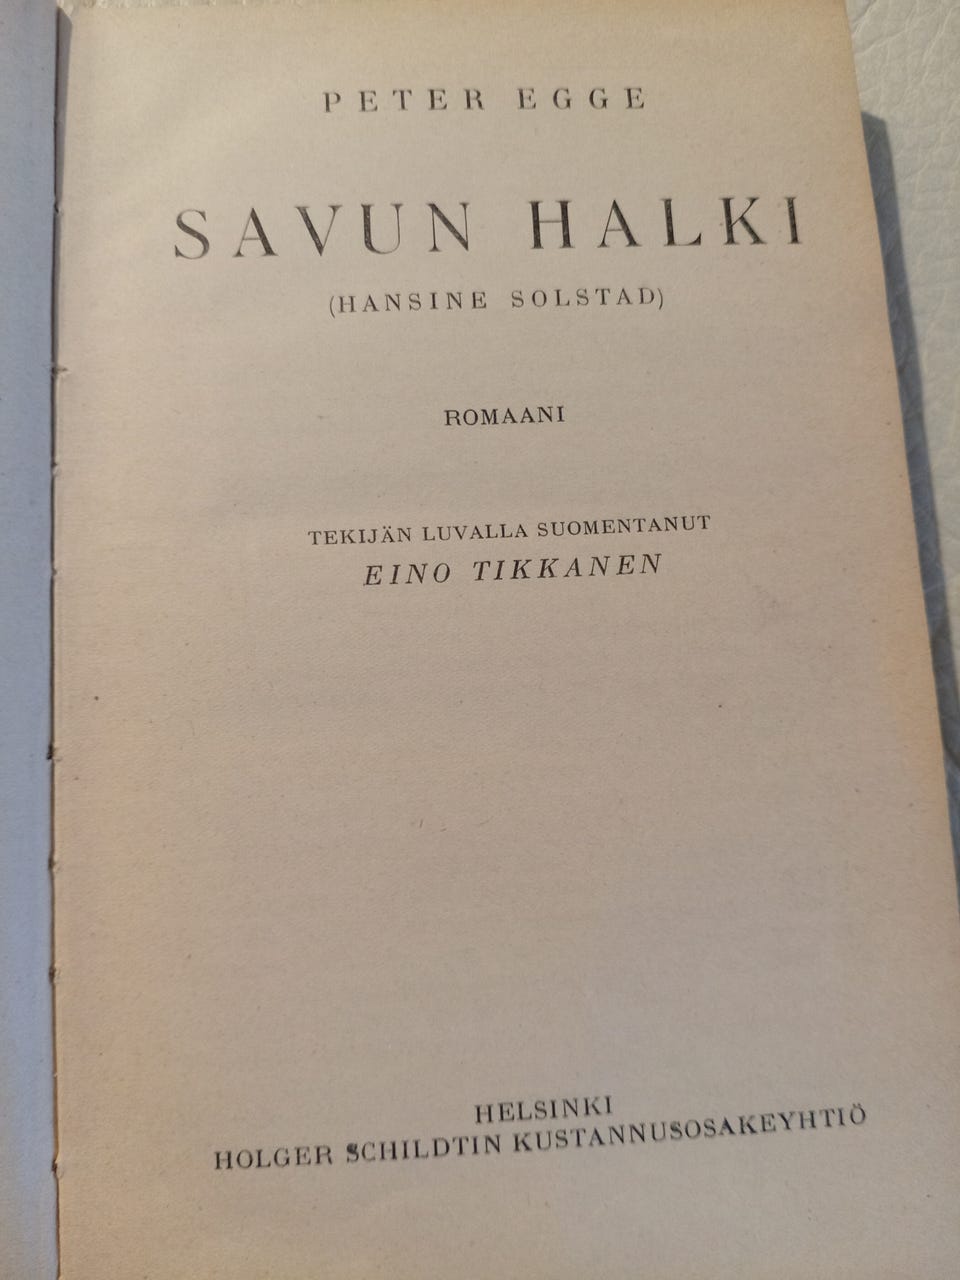 PETER EGGE
SAVUN HALKI
(HANSINE SOLSTAD)
ROMAANI
TEKIJÄN LUVALLA SUOMENTANUT
EINO TIKKANEN
HELSINKI
HOLGER SCHILDTIN KUSTANNUSOSAKEYHTIÖ